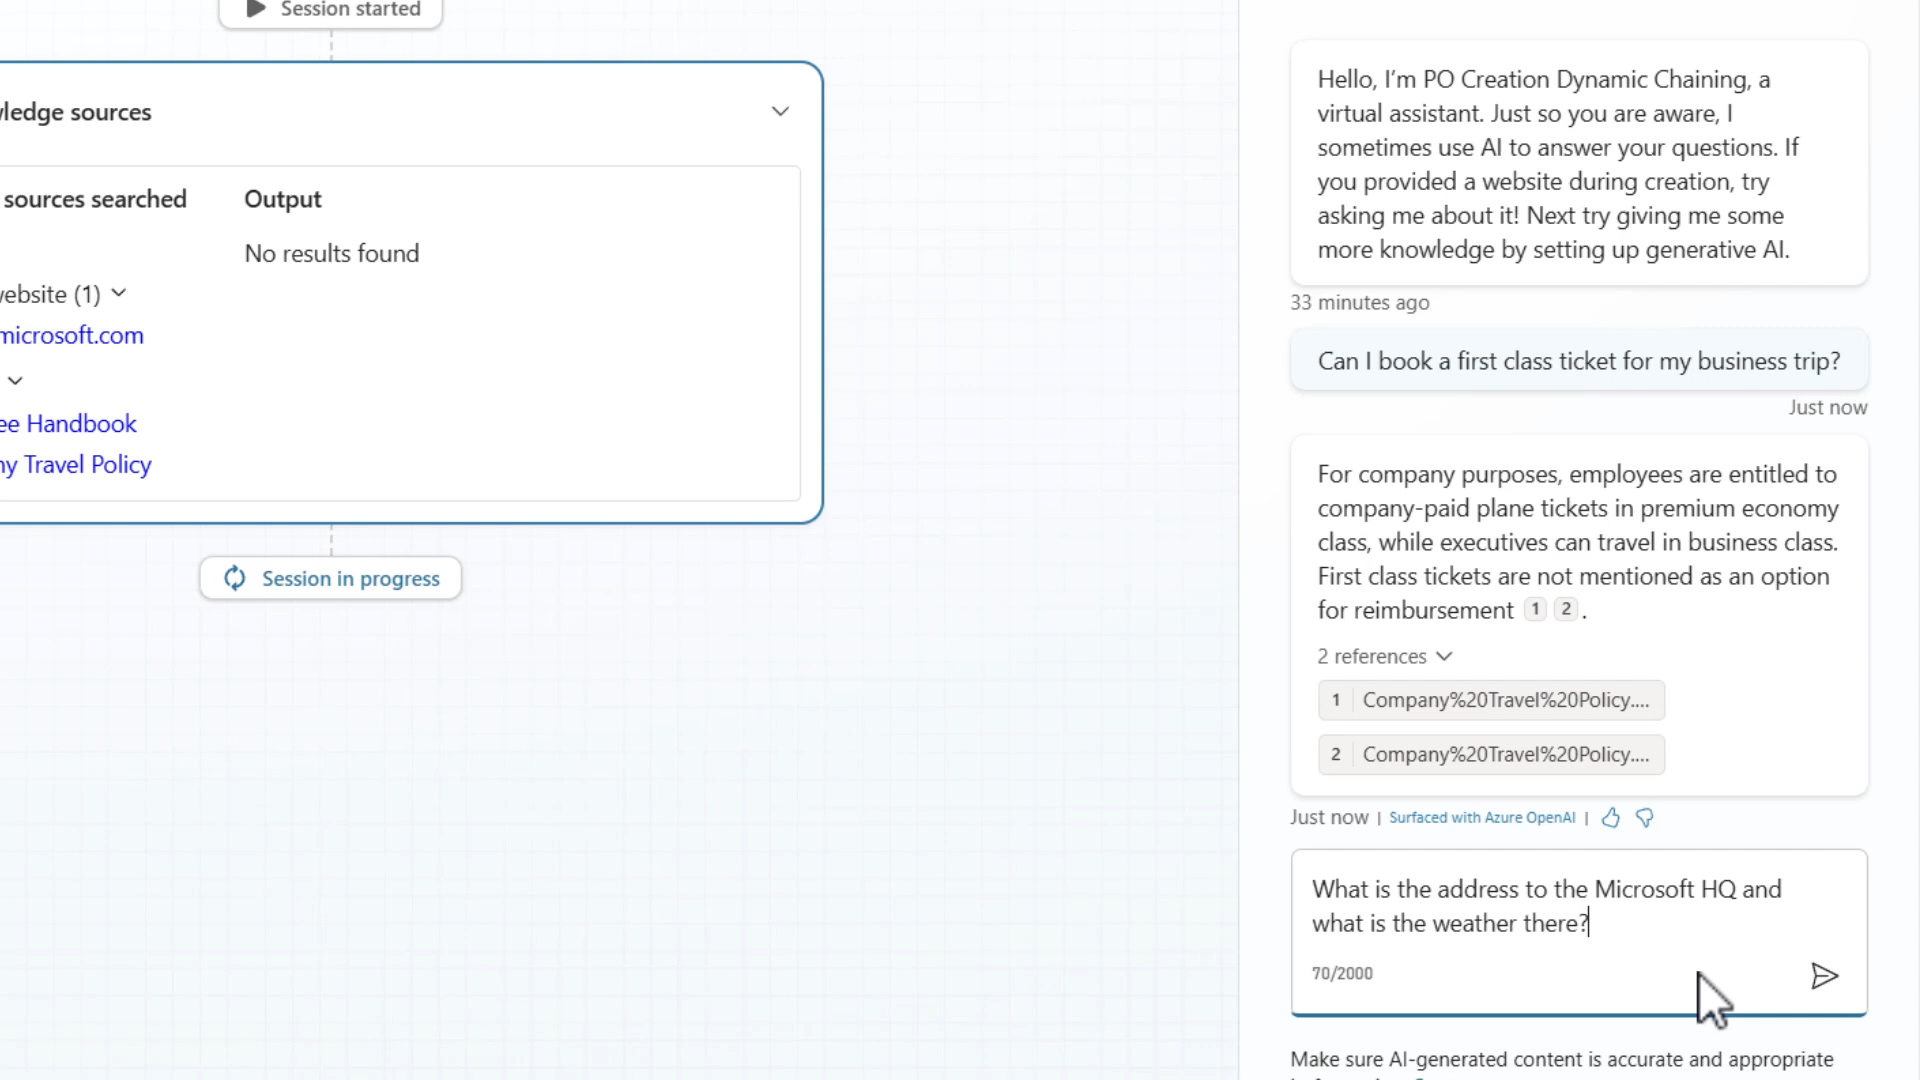 Session started
wledge sources
sources searched
Output
No results found
website (1)
microsoft.com
ee Handbook
ny Travel Policy
Session in progress
Hello, I'm PO Creation Dynamic Chaining, a
virtual assistant. Just so you are aware, I
sometimes use AI to answer your questions. If
you provided a website during creation, try
asking me about it! Next try giving me some
more knowledge by setting up generative AI.
33 minutes ago
Can I book a first class ticket for my business trip?
Just now
For company purposes, employees are entitled to
company-paid plane tickets in premium economy
class, while executives can travel in business class.
First class tickets are not mentioned as an option
for reimbursement 1 2 .
2 references
1 Company%20Travel%20Policy....
2 Company%20Travel%20Policy....
Just now | Surfaced with Azure OpenAI |
What is the address to the Microsoft HQ and
what is the weather there?
70/2000
Make sure AI-generated content is accurate and appropriate